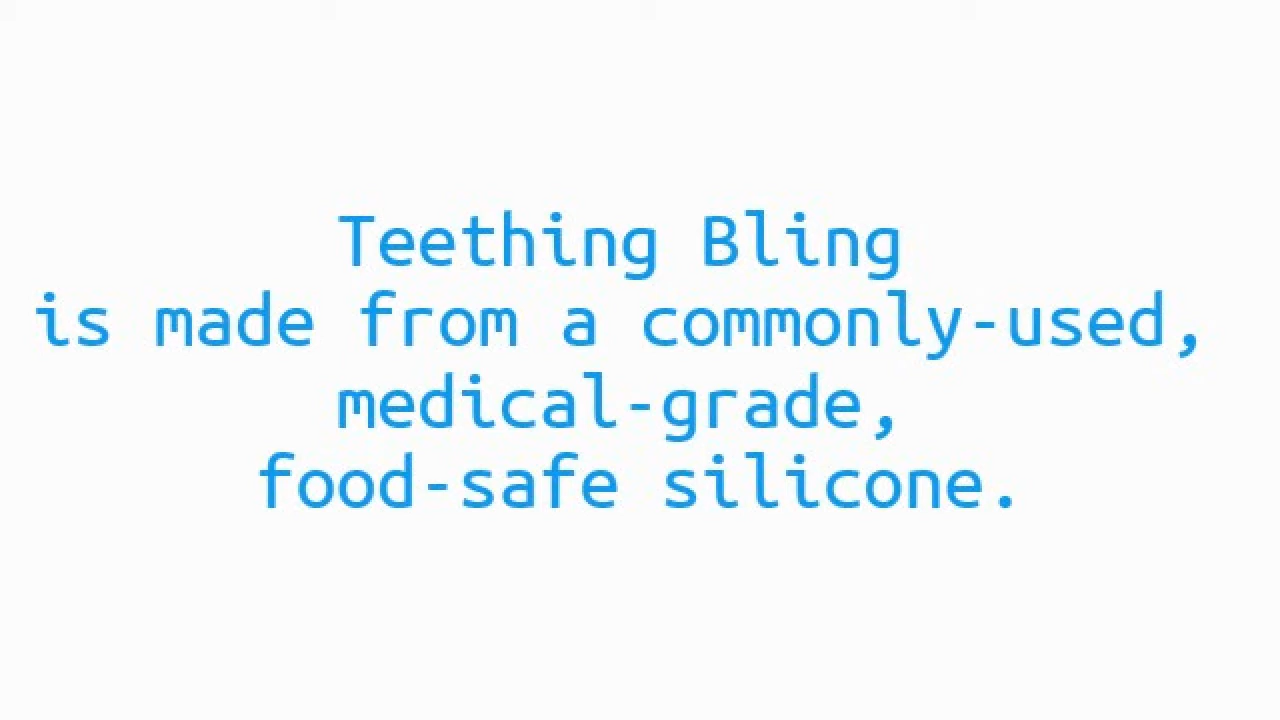 Teething Bling
is made from a commonly-used,
medical-grade,
food-safe silicone.